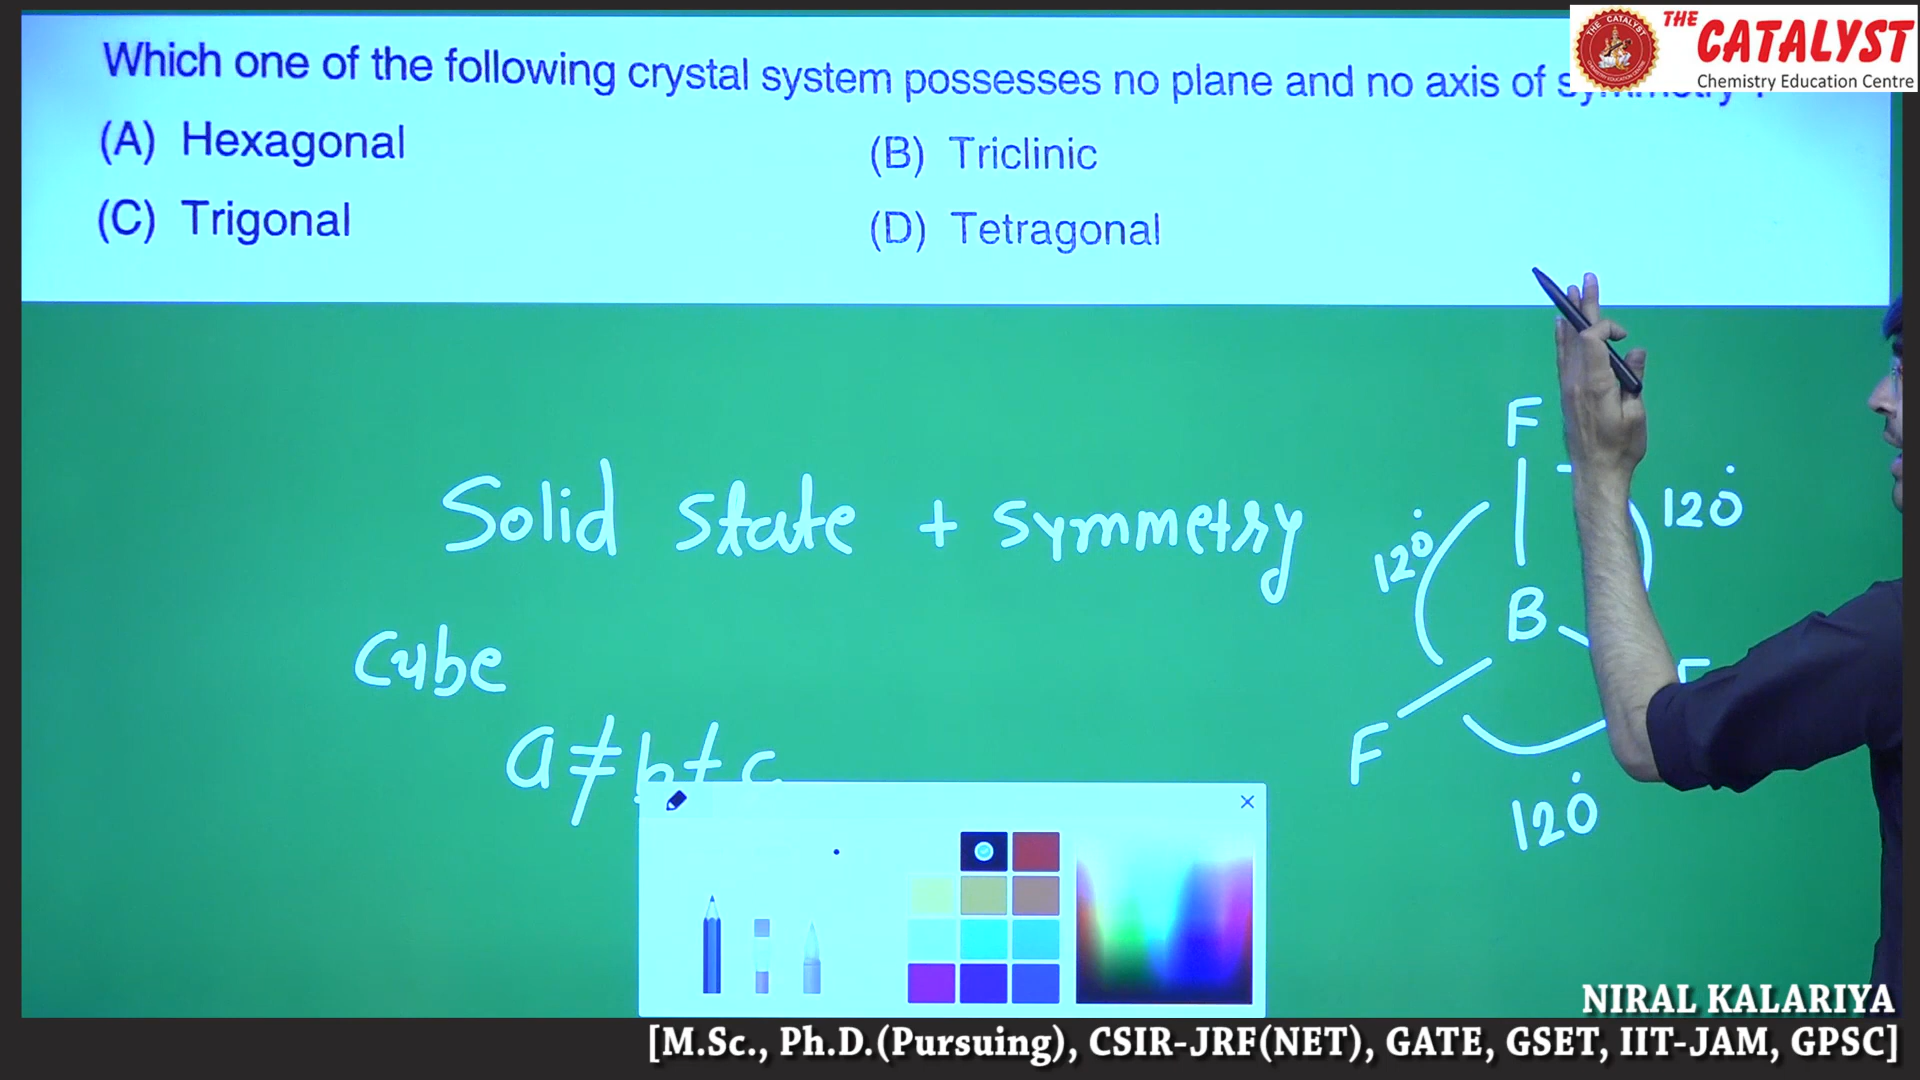 THE CATALYST
Chemistry Education Centre
Which one of the following crystal system possesses no plane and no axis of
(A) Hexagonal
(B) Triclinic
(C) Trigonal
(D) Tetragonal
Solid state + symmetry
Cube
a ≠ b ≠ c
F
120°
120°
B
F
F
120°
NIRAL KALARIYA
[M.Sc., Ph.D.(Pursuing), CSIR-JRF(NET), GATE, GSET, IIT-JAM, GPSC]